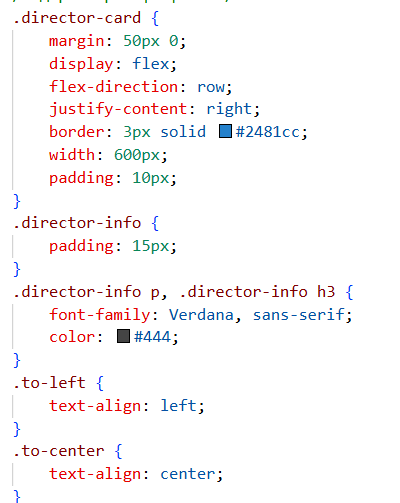 .director-card {
margin: 50px 0;
display: flex;
flex-direction: row;
justify-content: right;
border: 3px solid #2481cc;
width: 600px;
padding: 10px;
}
.director-info {
padding: 15px;
}
.director-info p, .director-info h3 {
font-family: Verdana, sans-serif;
color: #444;
}
.to-left {
text-align: left;
}
.to-center {
text-align: center;
}